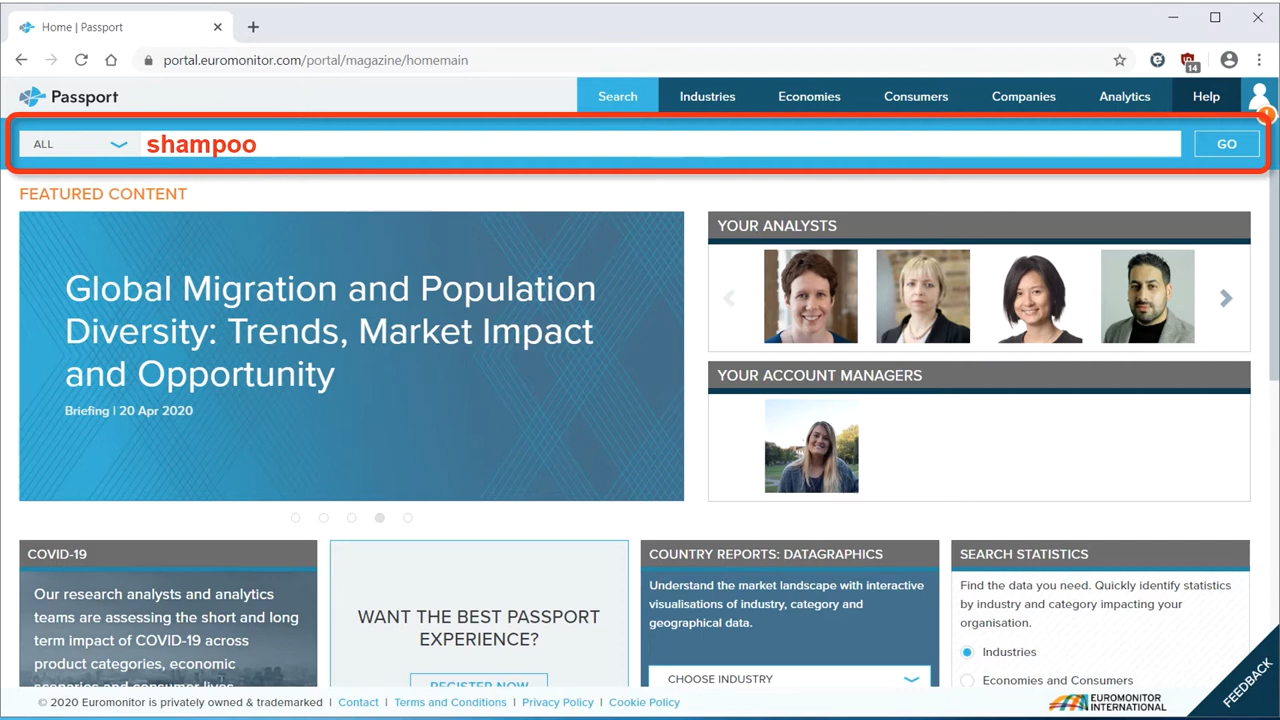 Home | Passport
portal.euromonitor.com/portal/magazine/homemain
14
Passport
Search Industries Economies Consumers Companies Analytics Help
ALL shampoo GO
FEATURED CONTENT
Global Migration and Population
Diversity: Trends, Market Impact
and Opportunity
Briefing | 20 Apr 2020
YOUR ANALYSTS
YOUR ACCOUNT MANAGERS
COVID-19
Our research analysts and analytics
teams are assessing the short and long
term impact of COVID-19 across
product categories, economic
scenarios and consumer lives
WANT THE BEST PASSPORT
EXPERIENCE?
REGISTER NOW
COUNTRY REPORTS: DATAGRAPHICS
Understand the market landscape with interactive
visualisations of industry, category and
geographical data.
CHOOSE INDUSTRY
SEARCH STATISTICS
Find the data you need. Quickly identify statistics
by industry and category impacting your
organisation.
Industries
Economies and Consumers
FEEDBACK
© 2020 Euromonitor is privately owned & trademarked | Contact | Terms and Conditions | Privacy Policy | Cookie Policy
EUROMONITOR
INTERNATIONAL